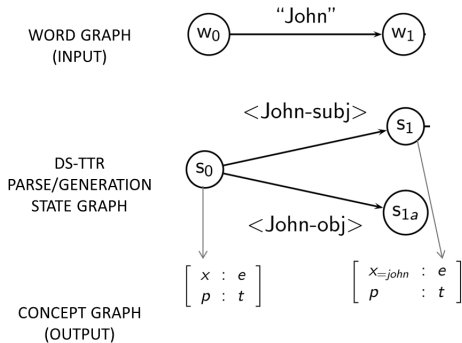 WORD GRAPH
(INPUT)
w0
"John"
w1
<John-subj>
s1
DS-TTR
PARSE/GENERATION
STATE GRAPH
s0
s1a
<John-obj>
[ x : e ]
[ p : t ]
[ x=john : e ]
[ p : t ]
CONCEPT GRAPH
(OUTPUT)